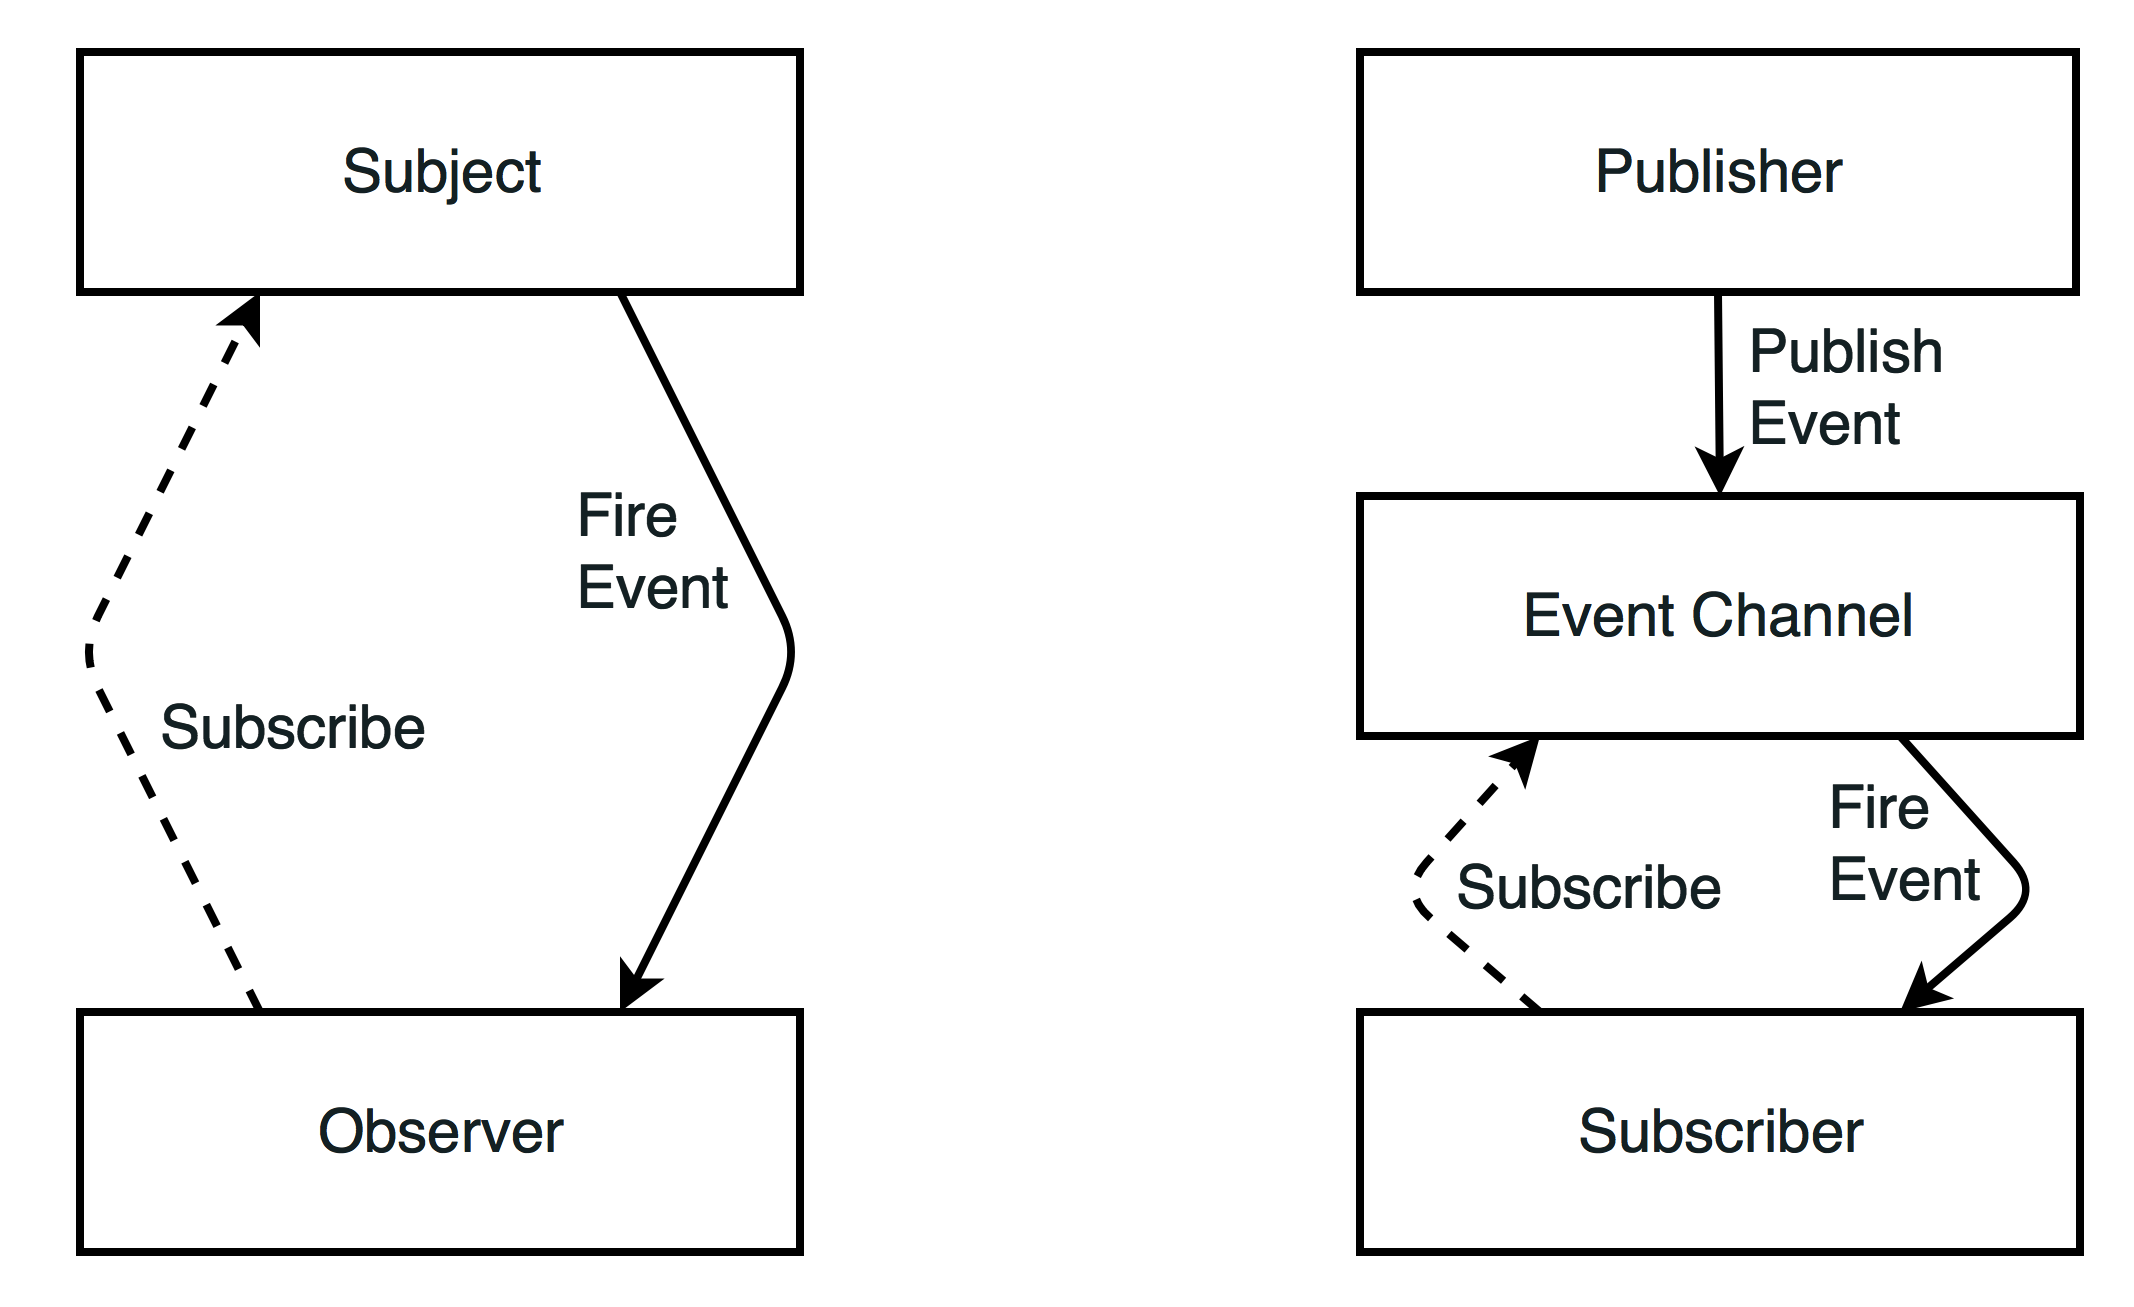 Subject
Fire
Event
Subscribe
Observer
Publisher
Publish
Event
Event Channel
Fire
Event
Subscribe
Subscriber